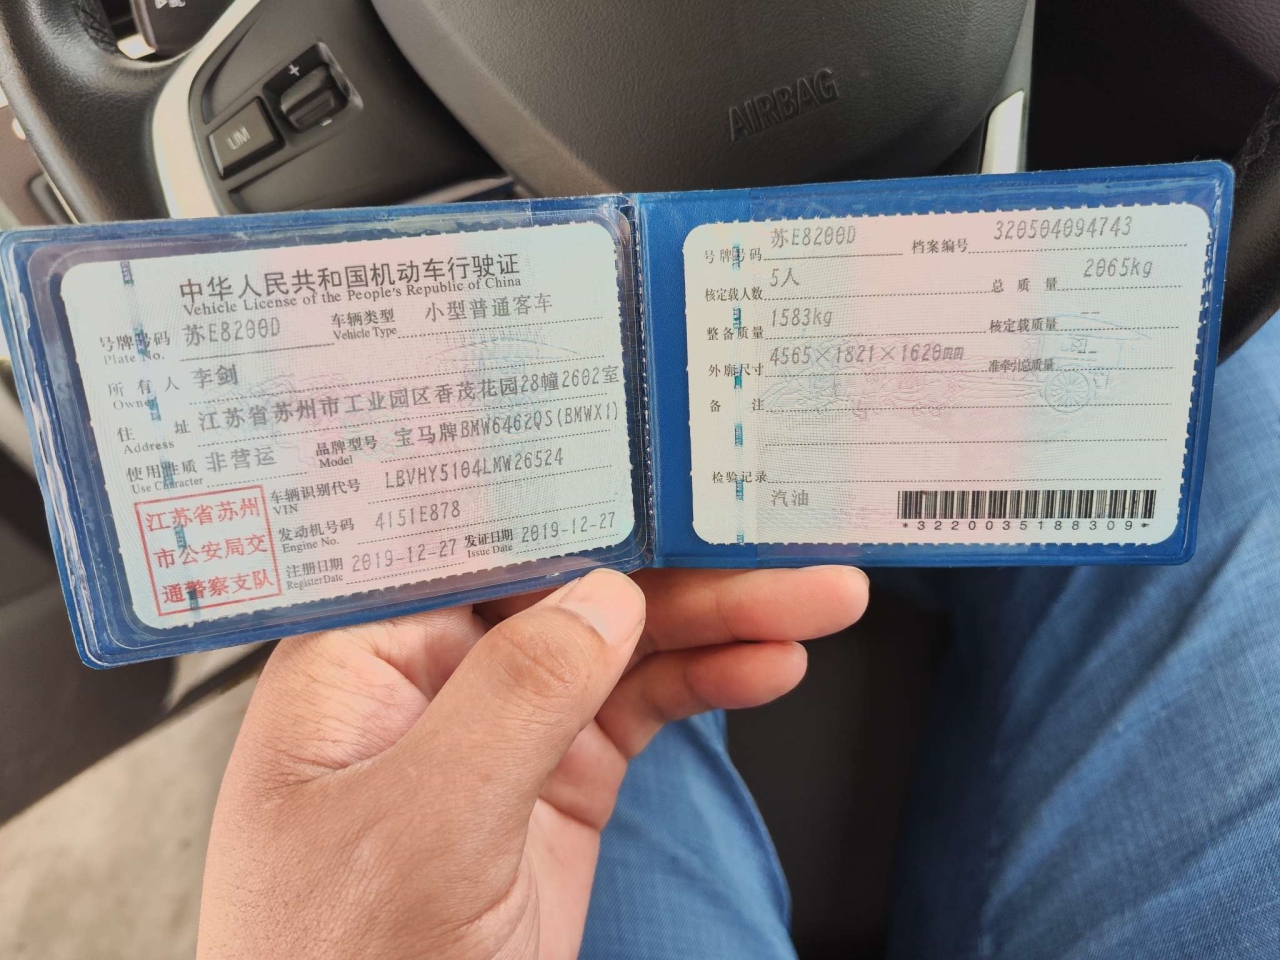 LIM
+
AIRBAG
中华人民共和国机动车行驶证
Vehicle License of the People's Republic of China
号牌号码 苏E8200D 车辆类型 小型普通客车
Plate No. Vehicle Type
所有人 李剑
Owner
住址 江苏省苏州市工业园区香茂花园28幢2602室
Address
使用性质 非营运 品牌型号 宝马牌BMW6462QS(BMWX1)
Use Character Model
江苏省苏州
市公安局交
通警察支队
车辆识别代号 LBVHY5104LMW26524
VIN
发动机号码 4151E878
Engine No.
注册日期 2019-12-27 发证日期 2019-12-27
Register Date Issue Date
号牌号码 苏E8200D 档案编号 320504094743
核定载人数 5人 总质量 2065kg
整备质量 1583kg 核定载质量 --
外廓尺寸 4565×1821×1620mm 准牵引总质量 --
备注
检验记录
汽油
*3220035188309*